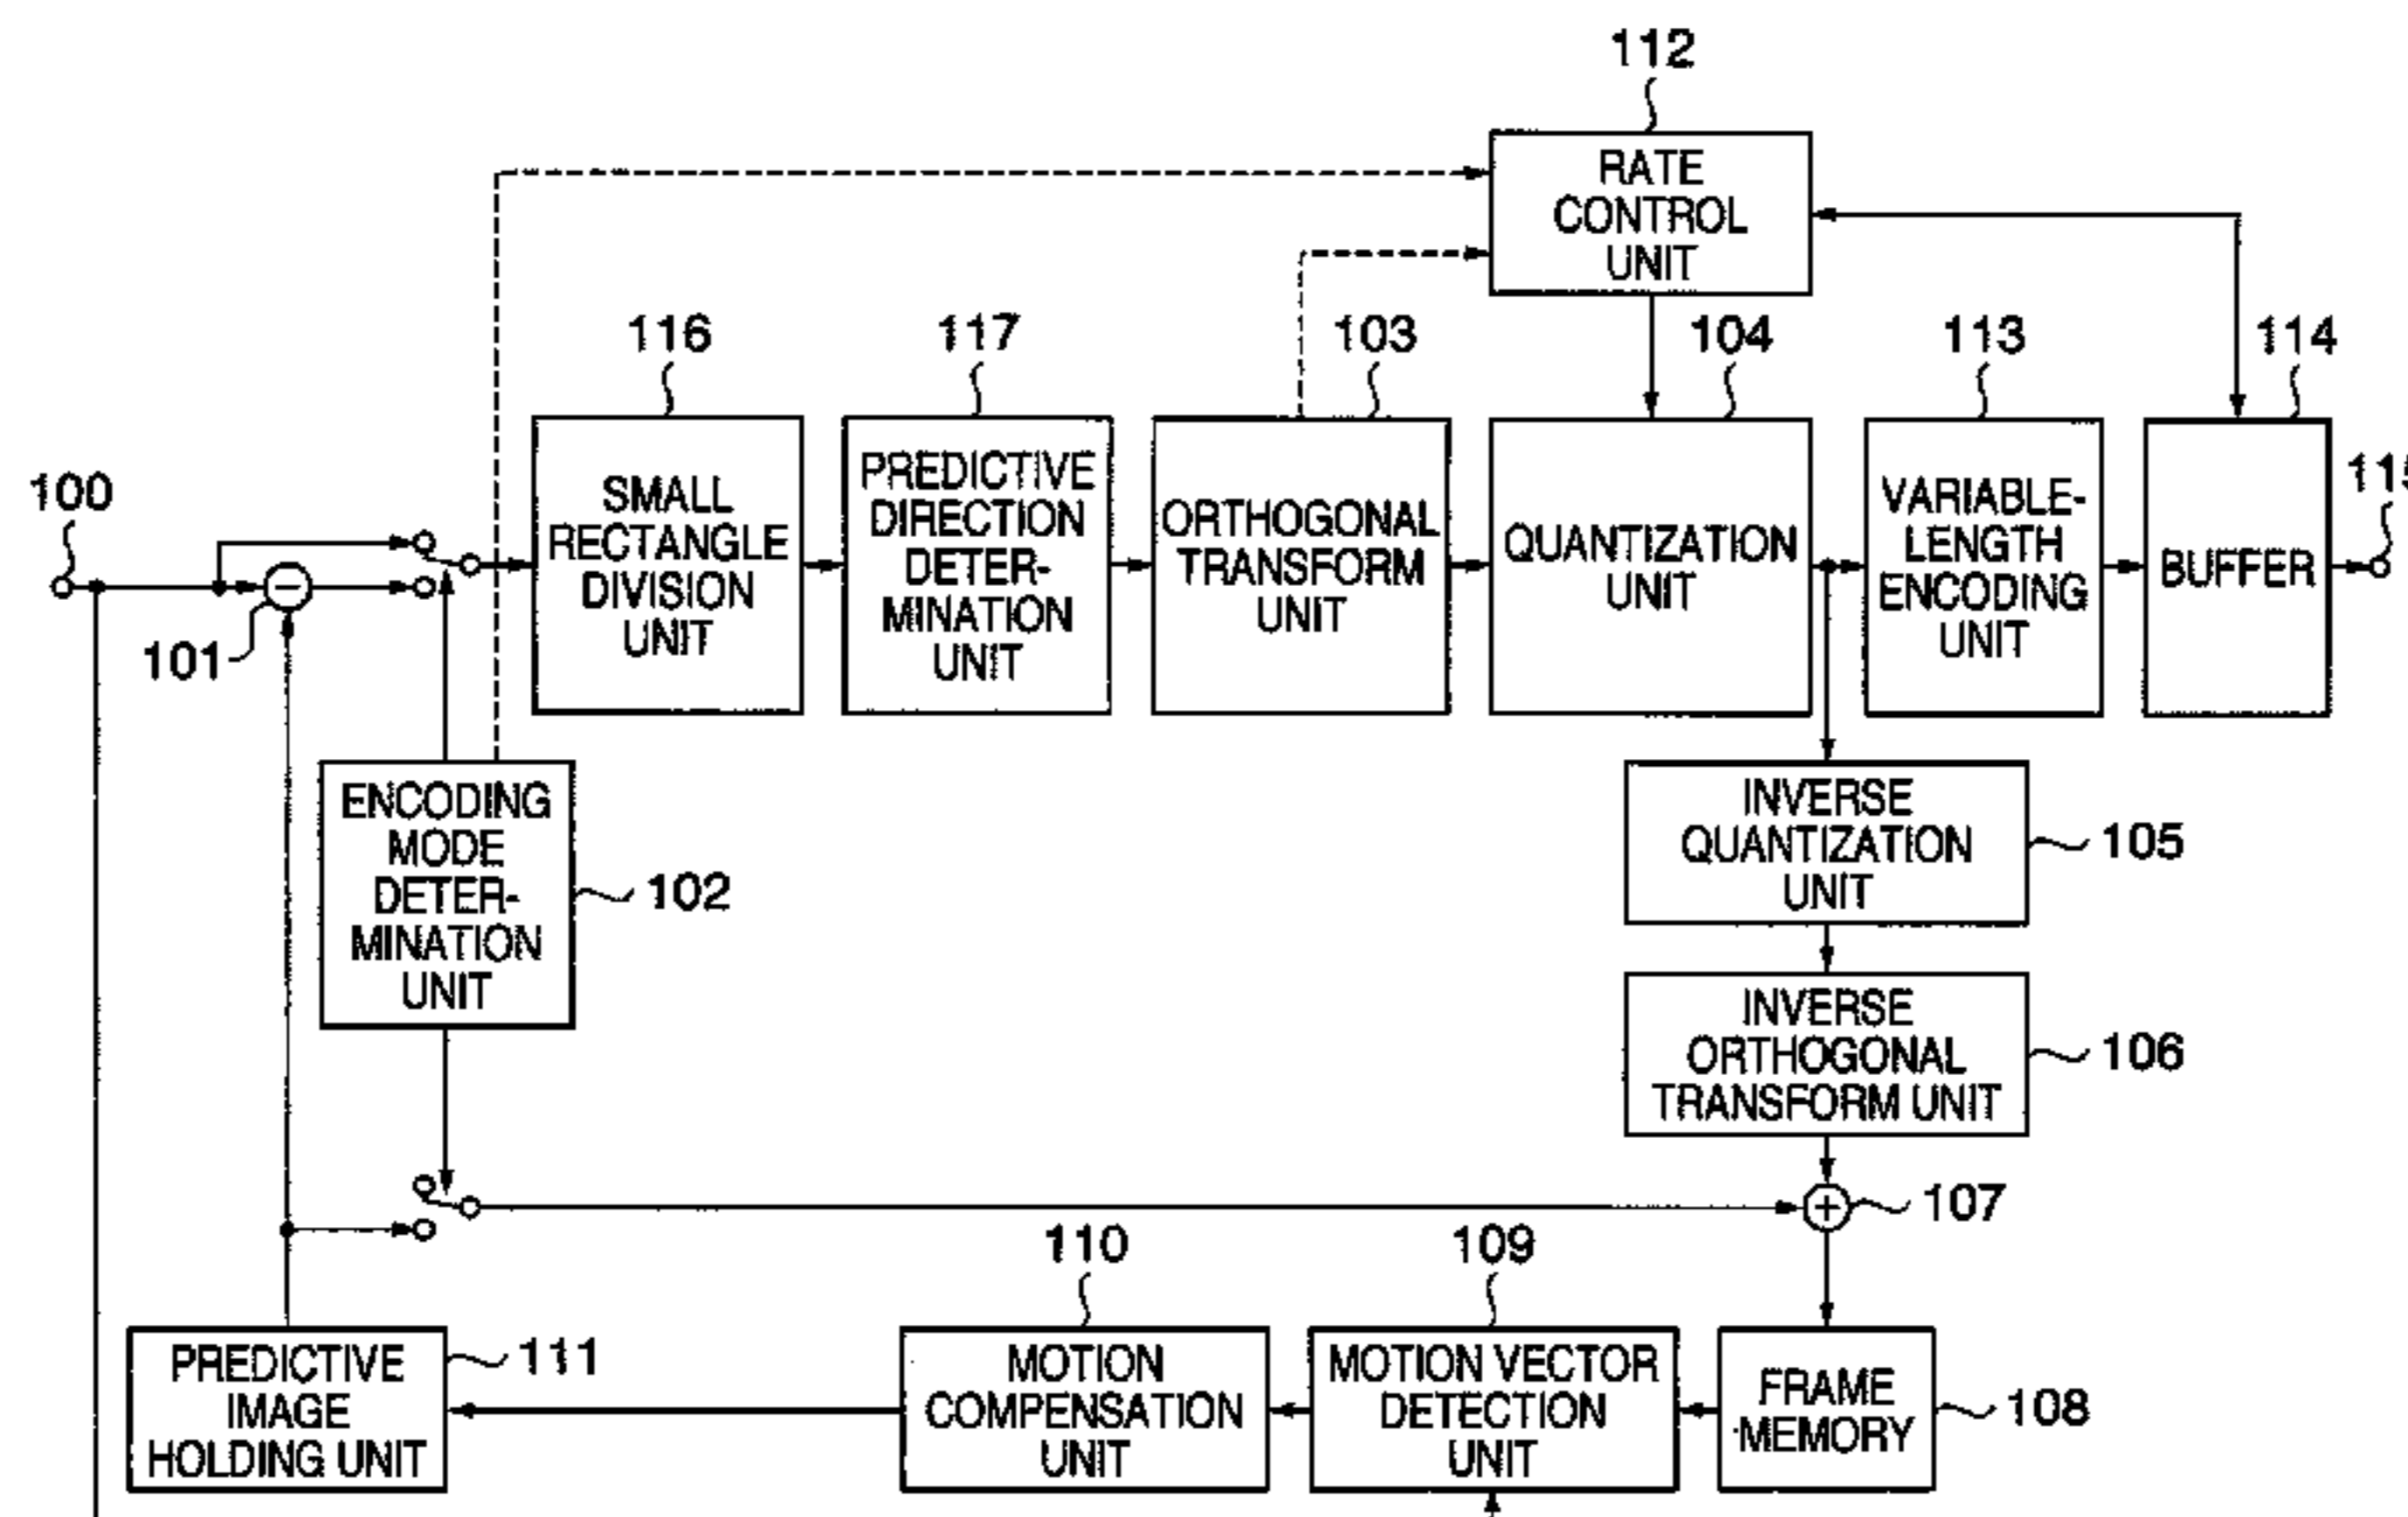 112
RATE
CONTROL
UNIT
116
117
103
104
113
114
100
SMALL
RECTANGLE
DIVISION
UNIT
PREDICTIVE
DIRECTION
DETER-
MINATION
UNIT
ORTHOGONAL
TRANSFORM
UNIT
QUANTIZATION
UNIT
VARIABLE-
LENGTH
ENCODING
UNIT
BUFFER
115
101
ENCODING
MODE
DETER-
MINATION
UNIT
102
INVERSE
QUANTIZATION
UNIT
105
INVERSE
ORTHOGONAL
TRANSFORM UNIT
106
107
110
109
PREDICTIVE
IMAGE
HOLDING UNIT
111
MOTION
COMPENSATION
UNIT
MOTION VECTOR
DETECTION
UNIT
FRAME
MEMORY
108